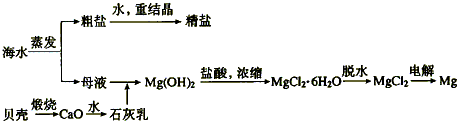 粗盐 水，重结晶 精盐
海水 蒸发
母液 Mg(OH)₂ 盐酸，浓缩 MgCl₂·6H₂O 脱水 MgCl₂ 电解 Mg
贝壳 煅烧 CaO 水 石灰乳